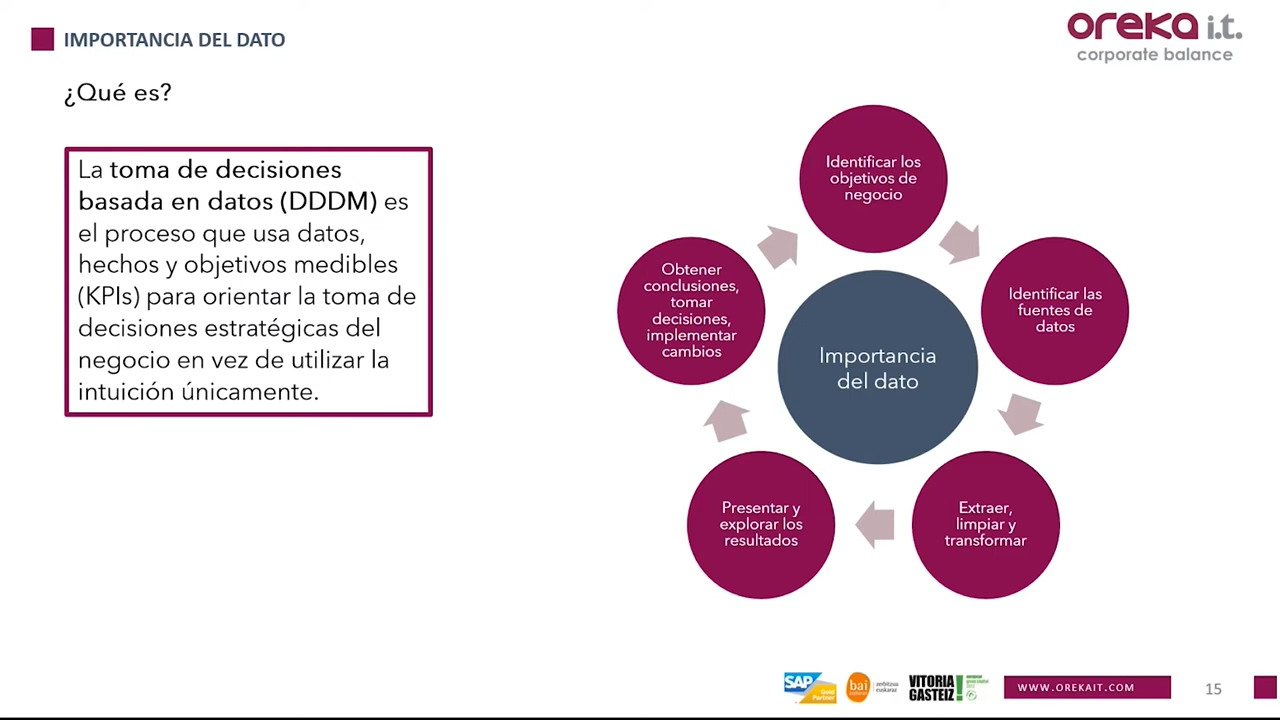 IMPORTANCIA DEL DATO
oreka i.t.
corporate balance
¿Qué es?
La toma de decisiones
basada en datos (DDDM) es
el proceso que usa datos,
hechos y objetivos medibles
(KPIs) para orientar la toma de
decisiones estratégicas del
negocio en vez de utilizar la
intuición únicamente.
Identificar los
objetivos de
negocio
Identificar las
fuentes de
datos
Extraer,
limpiar y
transformar
Presentar y
explorar los
resultados
Obtener
conclusiones,
tomar
decisiones,
implementar
cambios
Importancia
del dato
SAP
Gold
Partner
bai
euskaraz
VITORIA
GASTEIZ
WWW.OREKAIT.COM
15